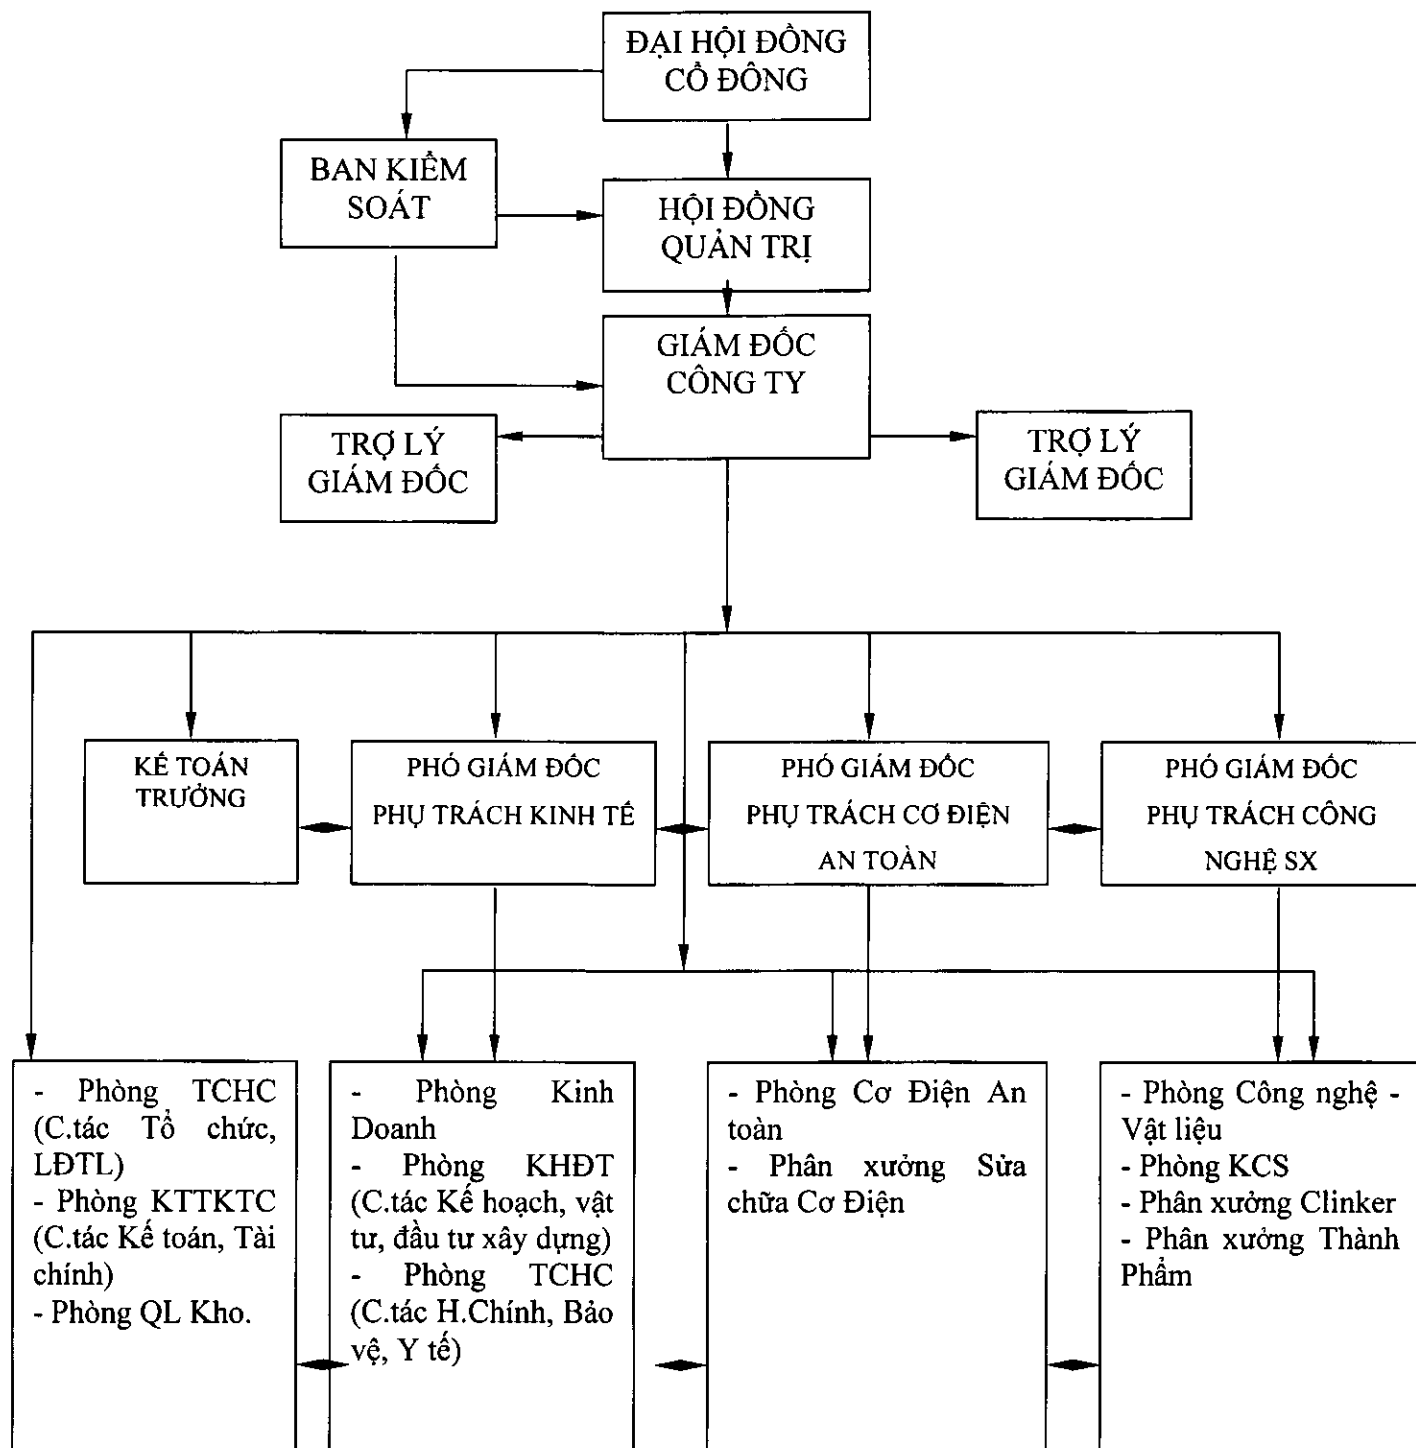 ĐẠI HỘI ĐỒNG
CỔ ĐÔNG
BAN KIỂM
SOÁT
HỘI ĐỒNG
QUẢN TRỊ
GIÁM ĐỐC
CÔNG TY
TRỢ LÝ
GIÁM ĐỐC
TRỢ LÝ
GIÁM ĐỐC
KẾ TOÁN
TRƯỞNG
PHÓ GIÁM ĐỐC
PHỤ TRÁCH KINH TẾ
PHÓ GIÁM ĐỐC
PHỤ TRÁCH CƠ ĐIỆN
AN TOÀN
PHÓ GIÁM ĐỐC
PHỤ TRÁCH CÔNG
NGHỆ SX
- Phòng TCHC
(C.tác Tổ chức,
LĐTL)
- Phòng KTTKTC
(C.tác Kế toán, Tài
chính)
- Phòng QL Kho.
- Phòng Kinh
Doanh
- Phòng KHĐT
(C.tác Kế hoạch, vật
tư, đầu tư xây dựng)
- Phòng TCHC
(C.tác H.Chính, Bảo
vệ, Y tế)
- Phòng Cơ Điện An
toàn
- Phân xưởng Sửa
chữa Cơ Điện
- Phòng Công nghệ -
Vật liệu
- Phòng KCS
- Phân xưởng Clinker
- Phân xưởng Thành
Phẩm